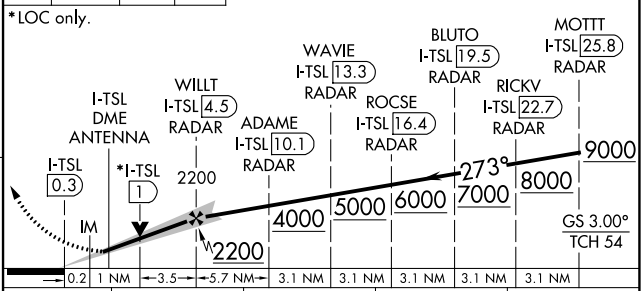 *LOC only.
MOTTT
I-TSL 25.8
RADAR
BLUTO
I-TSL 19.5
RADAR
WAVIE
I-TSL 13.3
RADAR
RICKV
I-TSL 22.7
RADAR
WILLT
I-TSL 4.5
RADAR
ROCSE
I-TSL 16.4
RADAR
I-TSL
DME
ANTENNA
ADAME
I-TSL 10.1
RADAR
I-TSL
0.3
*I-TSL
1
2200
273°
9000
8000
7000
6000
5000
4000
IM
2200
GS 3.00°
TCH 54
0.2
1 NM
3.5
5.7 NM
3.1 NM
3.1 NM
3.1 NM
3.1 NM
3.1 NM